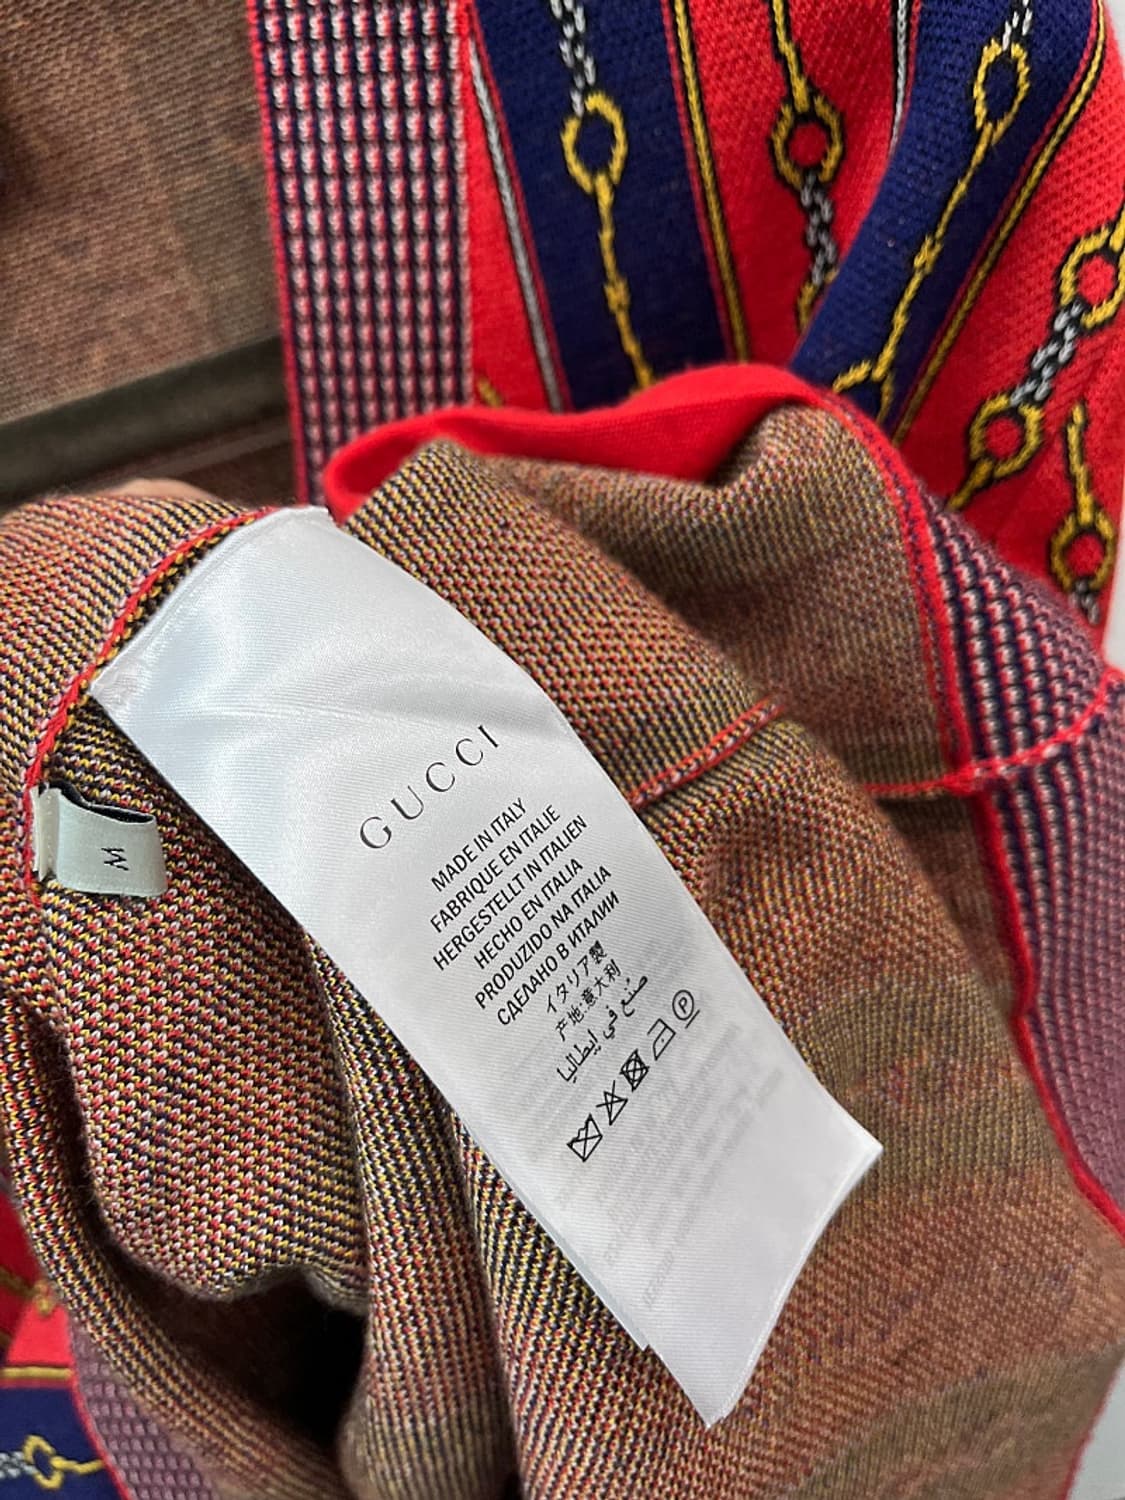 GUCCI
MADE IN ITALY
FABRIQUE EN ITALIE
HERGESTELLT IN ITALIEN
HECHO EN ITALIA
PRODUZIDO NA ITALIA
СДЕЛАНО В ИТАЛИИ
イタリア製
产地:意大利
صنع في إيطاليا
P
M